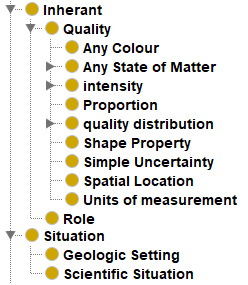 Inherant
Quality
Any Colour
Any State of Matter
intensity
Proportion
quality distribution
Shape Property
Simple Uncertainty
Spatial Location
Units of measurement
Role
Situation
Geologic Setting
Scientific Situation